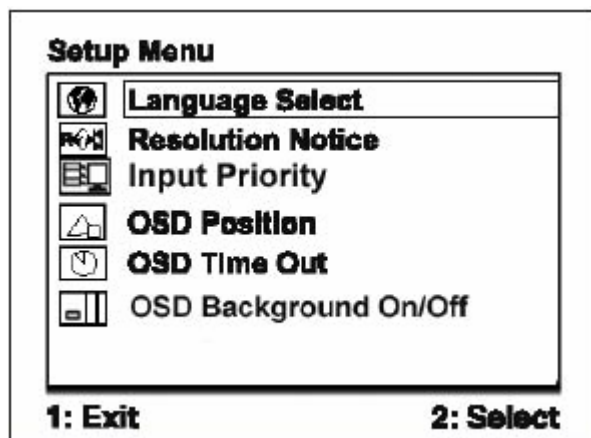 Setup Menu
Language Select
Resolution Notice
Input Priority
OSD Position
OSD Time Out
OSD Background On/Off
1: Exit 2: Select